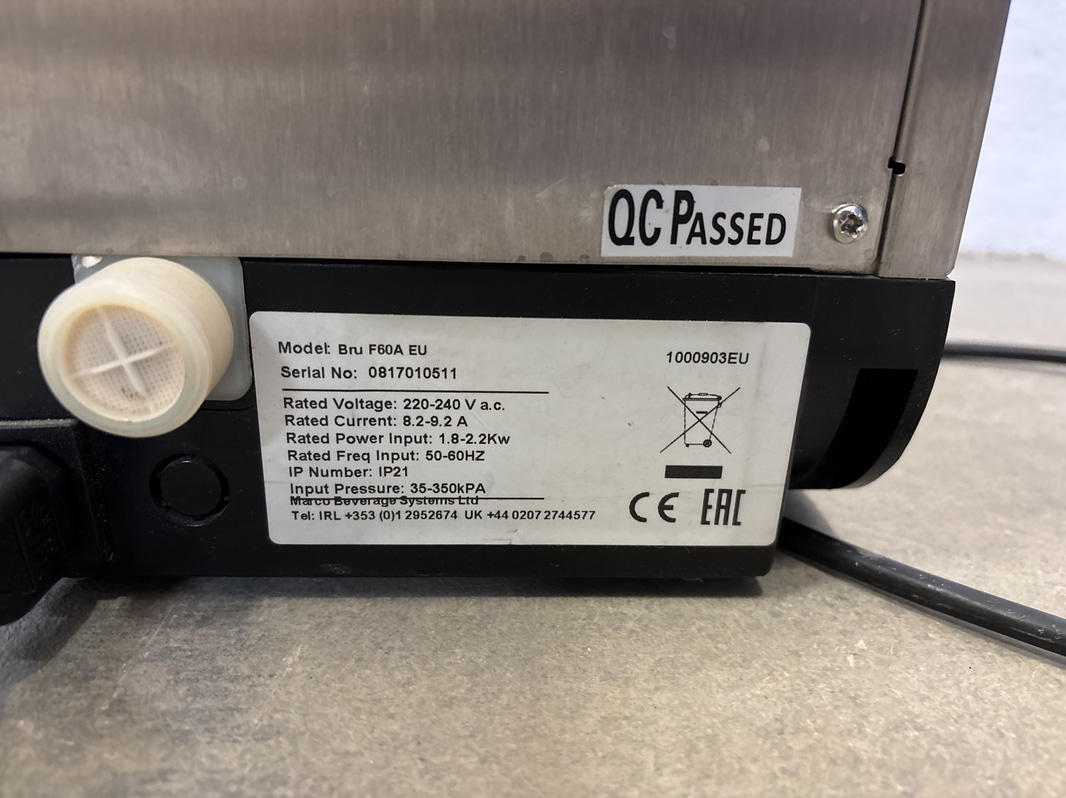 QC PASSED
Model: Bru F60A EU
1000903EU
Serial No: 0817010511
Rated Voltage: 220-240 V a.c.
Rated Current: 8.2-9.2 A
Rated Power Input: 1.8-2.2Kw
Rated Freq Input: 50-60HZ
IP Number: IP21
Input Pressure: 35-350kPA
Marco Beverage Systems Ltd
Tel: IRL +353 (0)1 2952674 UK +44 0207 2744577
CE EAC